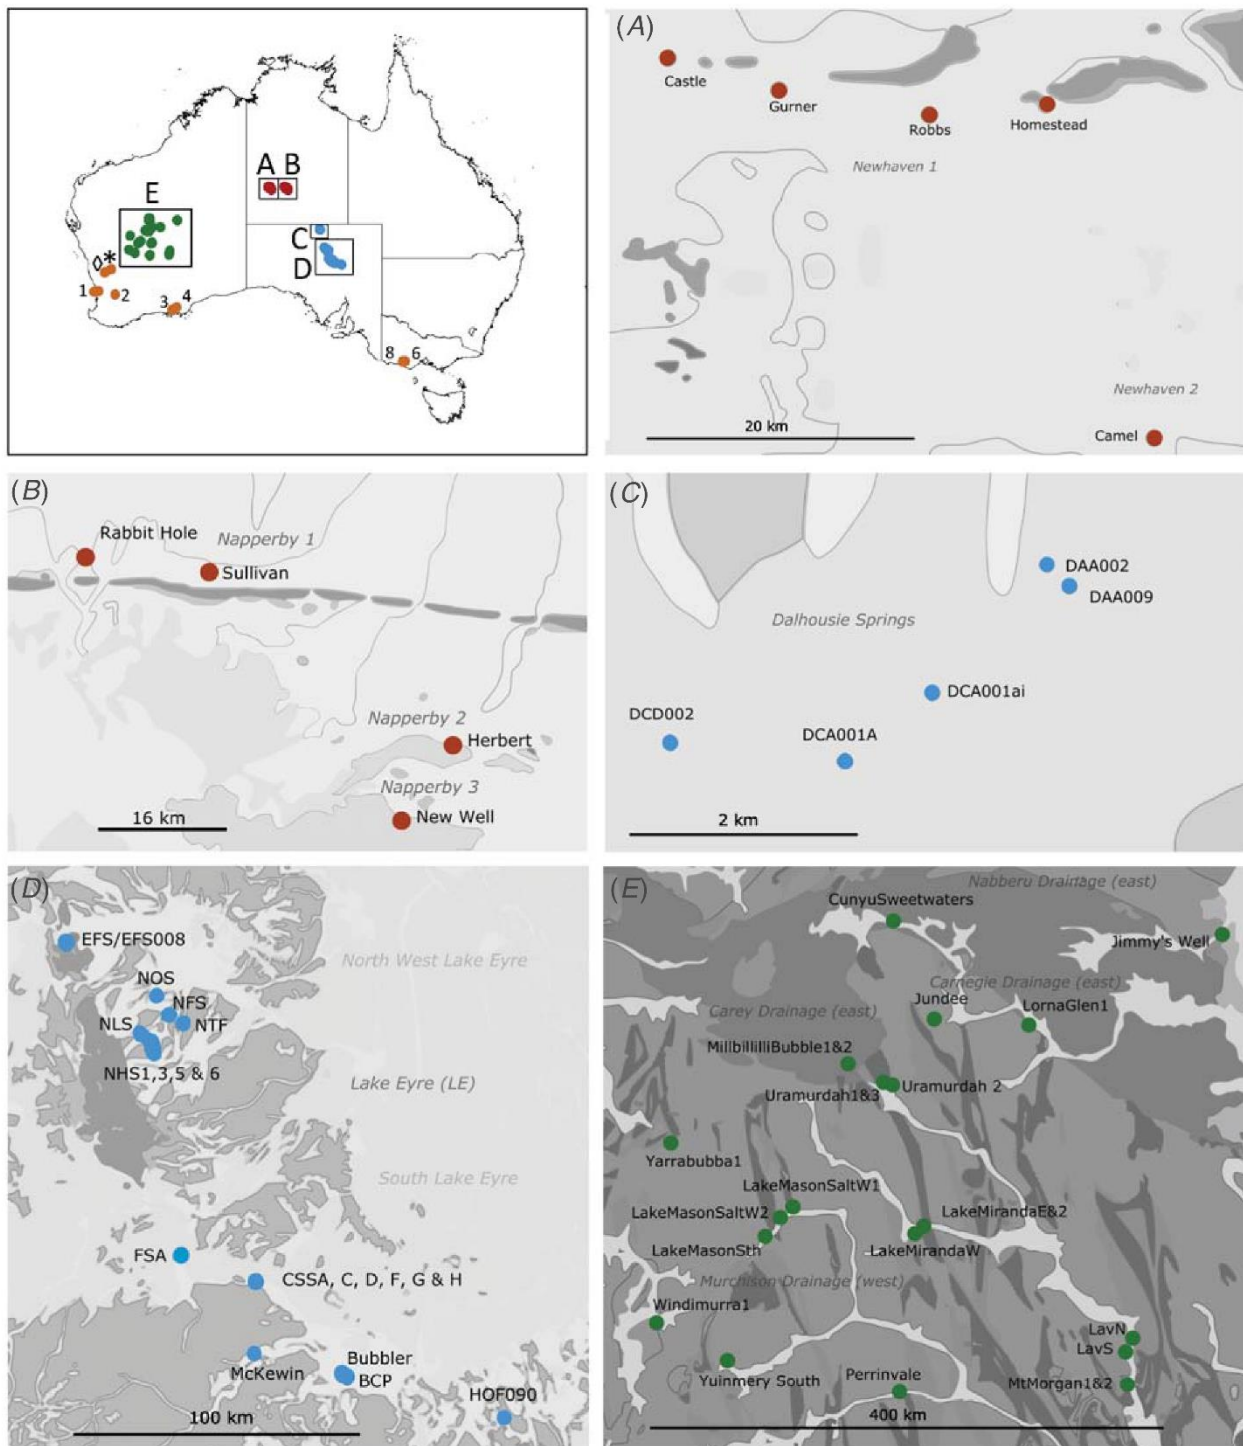 A B
E
C
D
◊*
1
2
3
4
8 6
(A)
Castle
Gurner
Robbs
Homestead
Newhaven 1
Newhaven 2
20 km
Camel
(B)
Rabbit Hole
Napperby 1
Sullivan
Napperby 2
Herbert
Napperby 3
16 km
New Well
(C)
DAA002
DAA009
Dalhousie Springs
DCA001ai
DCD002
DCA001A
2 km
(D)
EFS/EFS008
North West Lake Eyre
NOS
NFS
NLS
NTF
NHS1,3,5 & 6
Lake Eyre (LE)
South Lake Eyre
FSA
CSSA, C, D, F, G & H
McKewin
Bubbler
BCP
HOF090
100 km
(E)
Nabberu Drainage (east)
CunyuSweetwaters
Jimmy's Well
Carnegie Drainage (east)
Jundee
LornaGlen1
Carey Drainage (east)
MillbillilliBubble1&2
Uramurdah 2
Uramurdah1&3
Yarrabubba1
LakeMasonSaltW1
LakeMasonSaltW2
LakeMirandaE&2
LakeMasonSth
LakeMirandaW
Murchison Drainage (west)
Windimurra1
LavN
LavS
Yuinmery South
Perrinvale
MtMorgan1&2
400 km